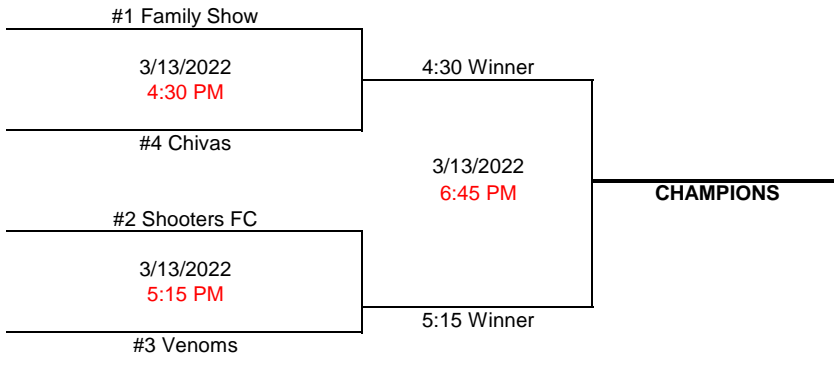 #1 Family Show
3/13/2022
4:30 PM
4:30 Winner
#4 Chivas
3/13/2022
6:45 PM
CHAMPIONS
#2 Shooters FC
3/13/2022
5:15 PM
5:15 Winner
#3 Venoms